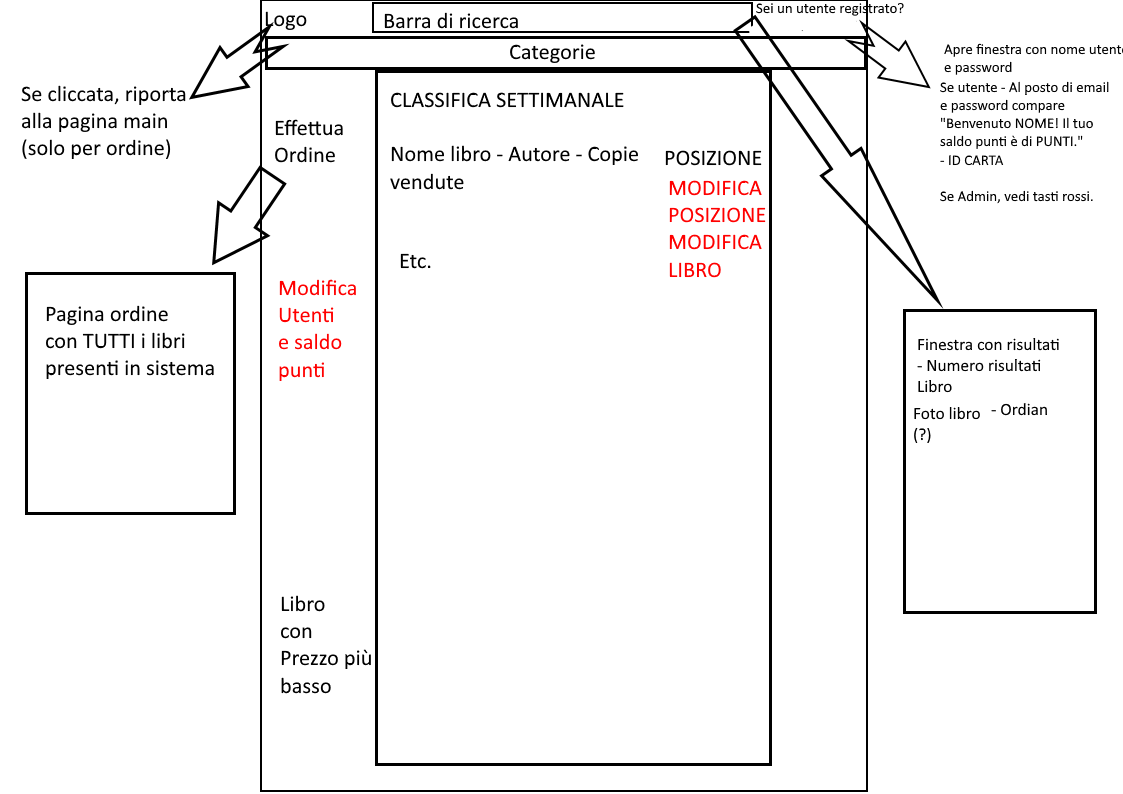 Logo
Barra di ricerca
Sei un utente registrato?
Categorie
Se cliccata, riporta
alla pagina main
(solo per ordine)
Effettua
Ordine
Pagina ordine
con TUTTI i libri
presenti in sistema
Modifica
Utenti
e saldo
punti
Libro
con
Prezzo più
basso
CLASSIFICA SETTIMANALE
Nome libro - Autore - Copie
vendute
Etc.
POSIZIONE
MODIFICA
POSIZIONE
MODIFICA
LIBRO
Apre finestra con nome utente
e password
Se utente - Al posto di email
e password compare
"Benvenuto NOME! Il tuo
saldo punti è di PUNTI."
- ID CARTA
Se Admin, vedi tasti rossi.
Finestra con risultati
- Numero risultati
Libro
Foto libro
(?)
- Ordian